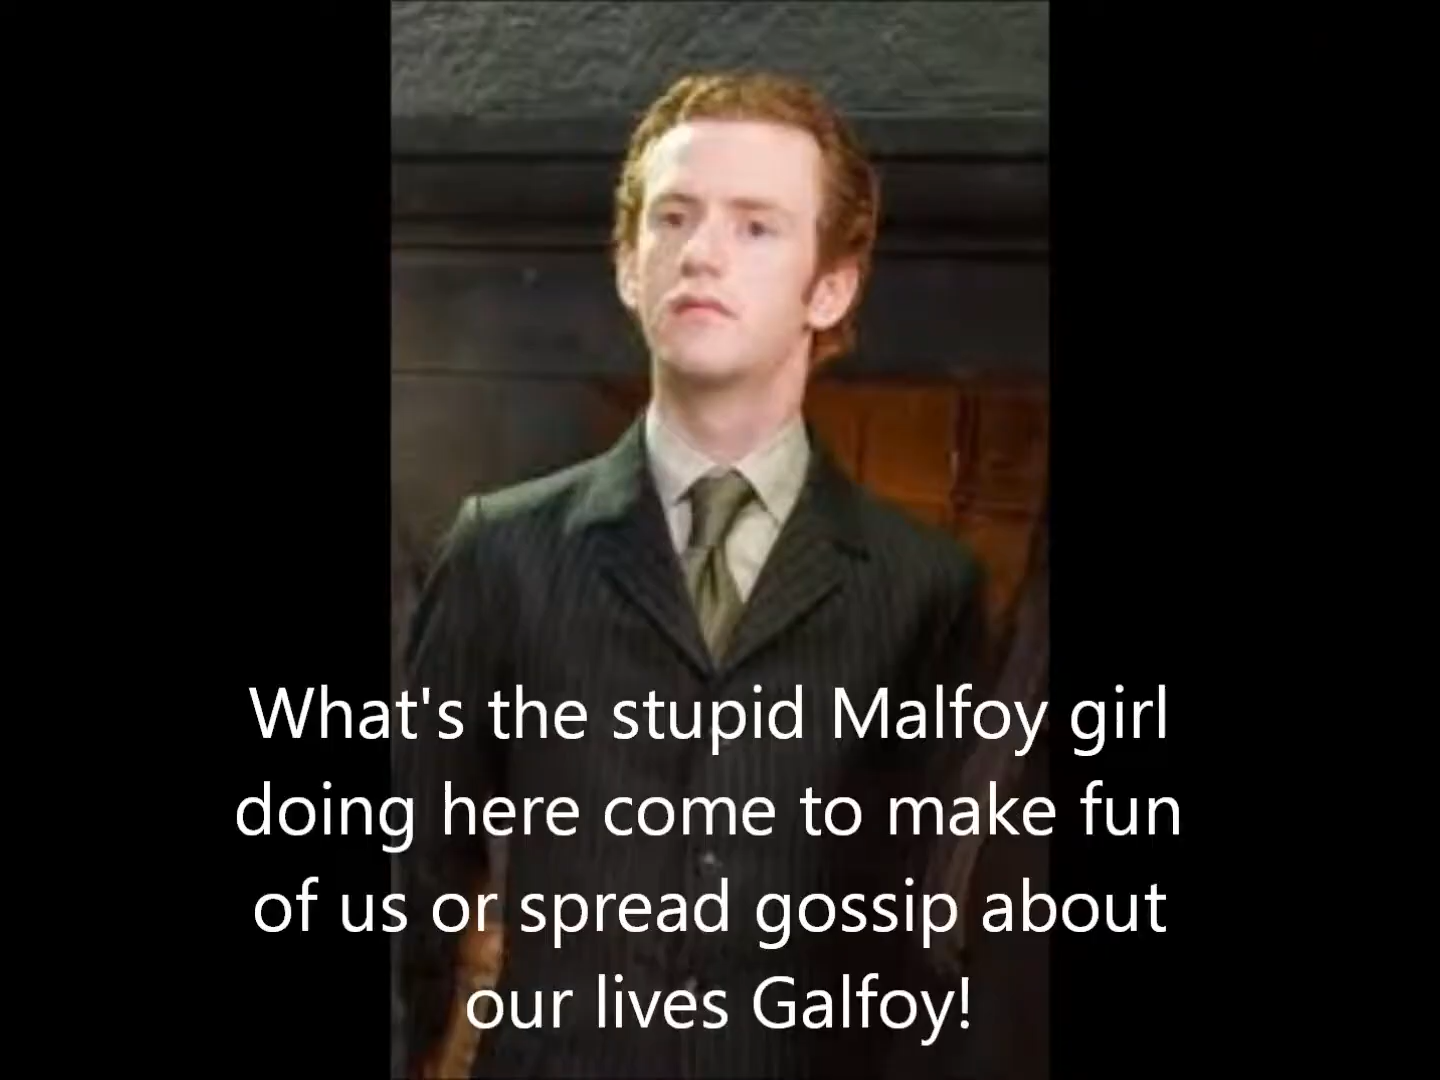 What's the stupid Malfoy girl
doing here come to make fun
of us or spread gossip about
our lives Galfoy!